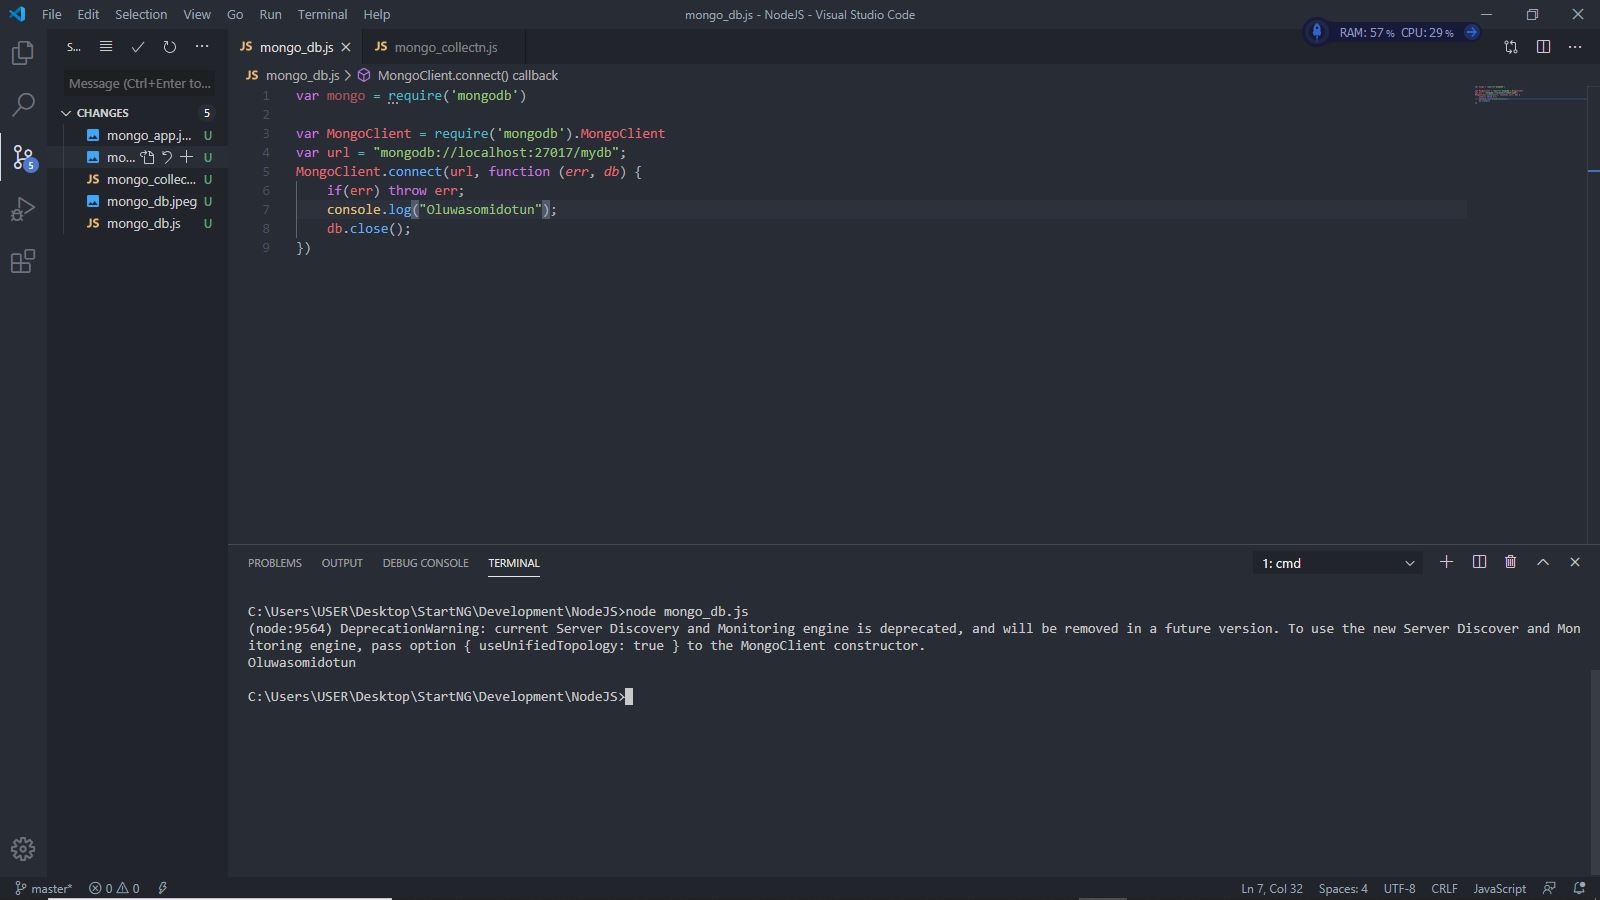 File Edit Selection View Go Run Terminal Help
mongo_db.js - NodeJS - Visual Studio Code
RAM: 57 % CPU: 29 %
S...
JS mongo_db.js
JS mongo_collectn.js
JS mongo_db.js > MongoClient.connect() callback
Message (Ctrl+Enter to...
CHANGES 5
mongo_app.j... U
mo... U
JS mongo_collec... U
mongo_db.jpeg U
JS mongo_db.js U
5
1 var mongo = require('mongodb')
2
3 var MongoClient = require('mongodb').MongoClient
4 var url = "mongodb://localhost:27017/mydb";
5 MongoClient.connect(url, function (err, db) {
6 if(err) throw err;
7 console.log("Oluwasomidotun");
8 db.close();
9 })
PROBLEMS OUTPUT DEBUG CONSOLE TERMINAL
1: cmd
C:\Users\USER\Desktop\StartNG\Development\NodeJS>node mongo_db.js
(node:9564) DeprecationWarning: current Server Discovery and Monitoring engine is deprecated, and will be removed in a future version. To use the new Server Discover and Mon
itoring engine, pass option { useUnifiedTopology: true } to the MongoClient constructor.
Oluwasomidotun
C:\Users\USER\Desktop\StartNG\Development\NodeJS>
master* 0 0
Ln 7, Col 32 Spaces: 4 UTF-8 CRLF JavaScript